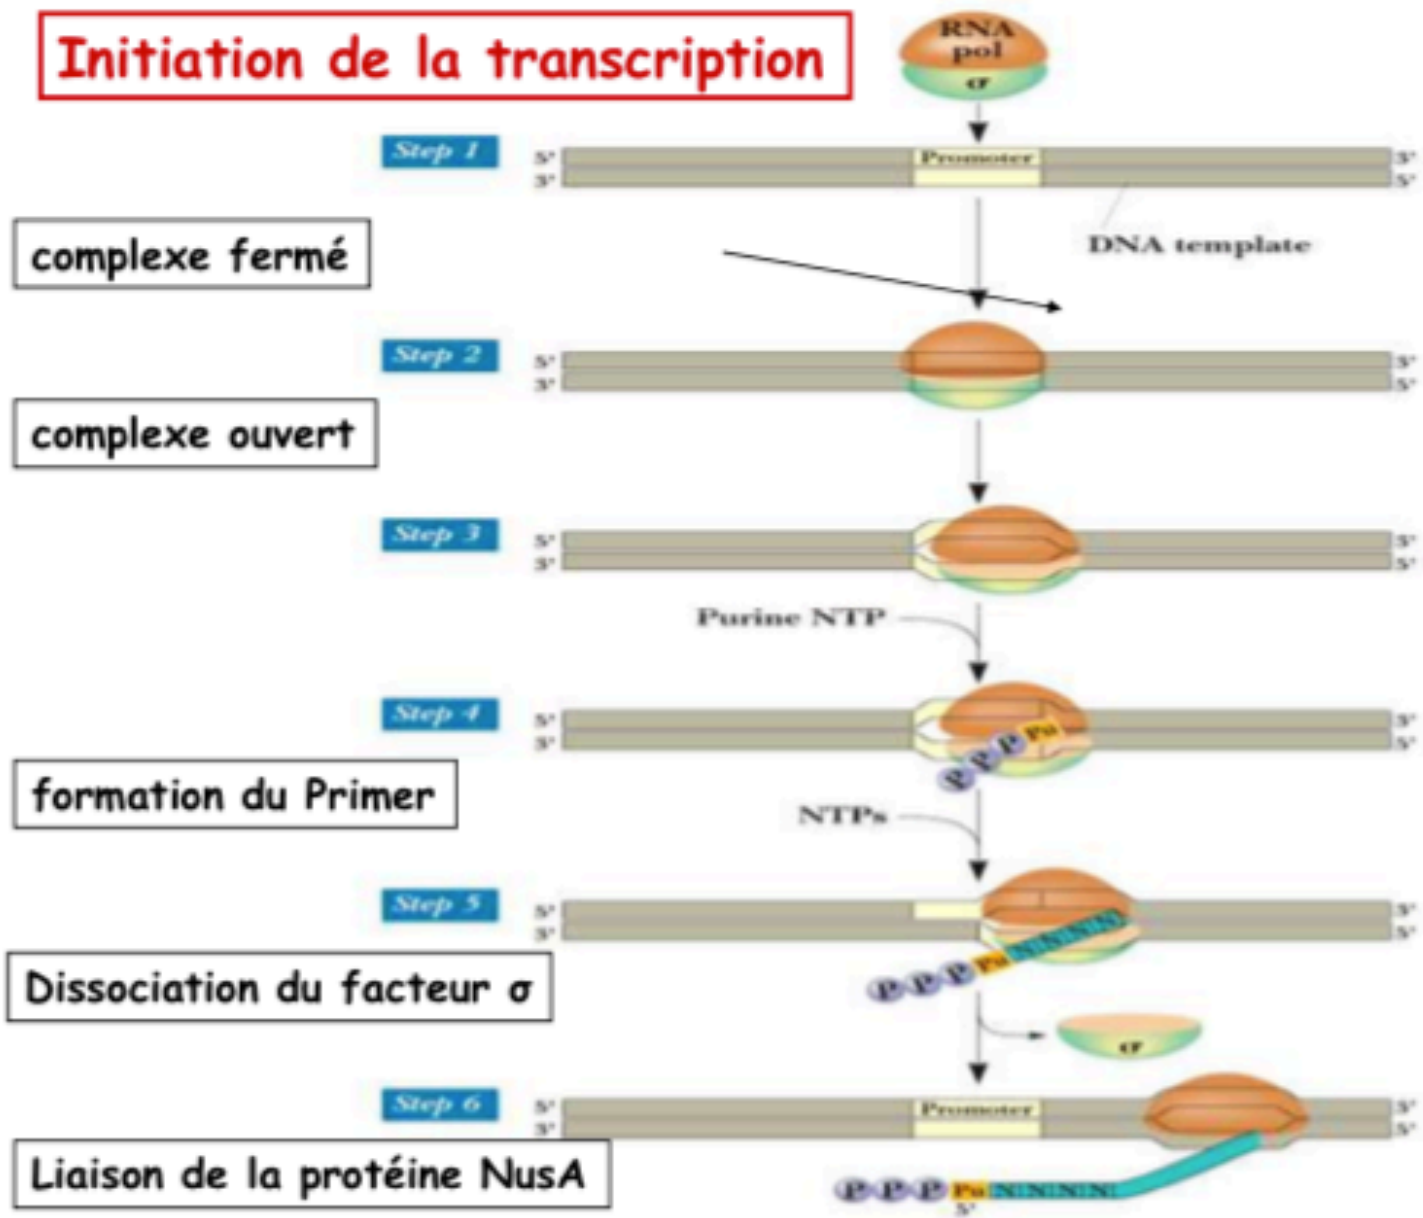 Initiation de la transcription
RNA
pol
σ
Step 1
5' Promoter 3'
3' 5'
DNA template
complexe fermé
Step 2
5' 3'
3' 5'
complexe ouvert
Step 3
5' 3'
3' 5'
Purine NTP
Step 4
5' 3'
3' 5'
P P P Pu
formation du Primer
NTPs
Step 5
5' 3'
3' 5'
P P P Pu N N N N
Dissociation du facteur σ
σ
Step 6
5' Promoter 3'
3' 5'
Liaison de la protéine NusA
P P P Pu N N N N
5'